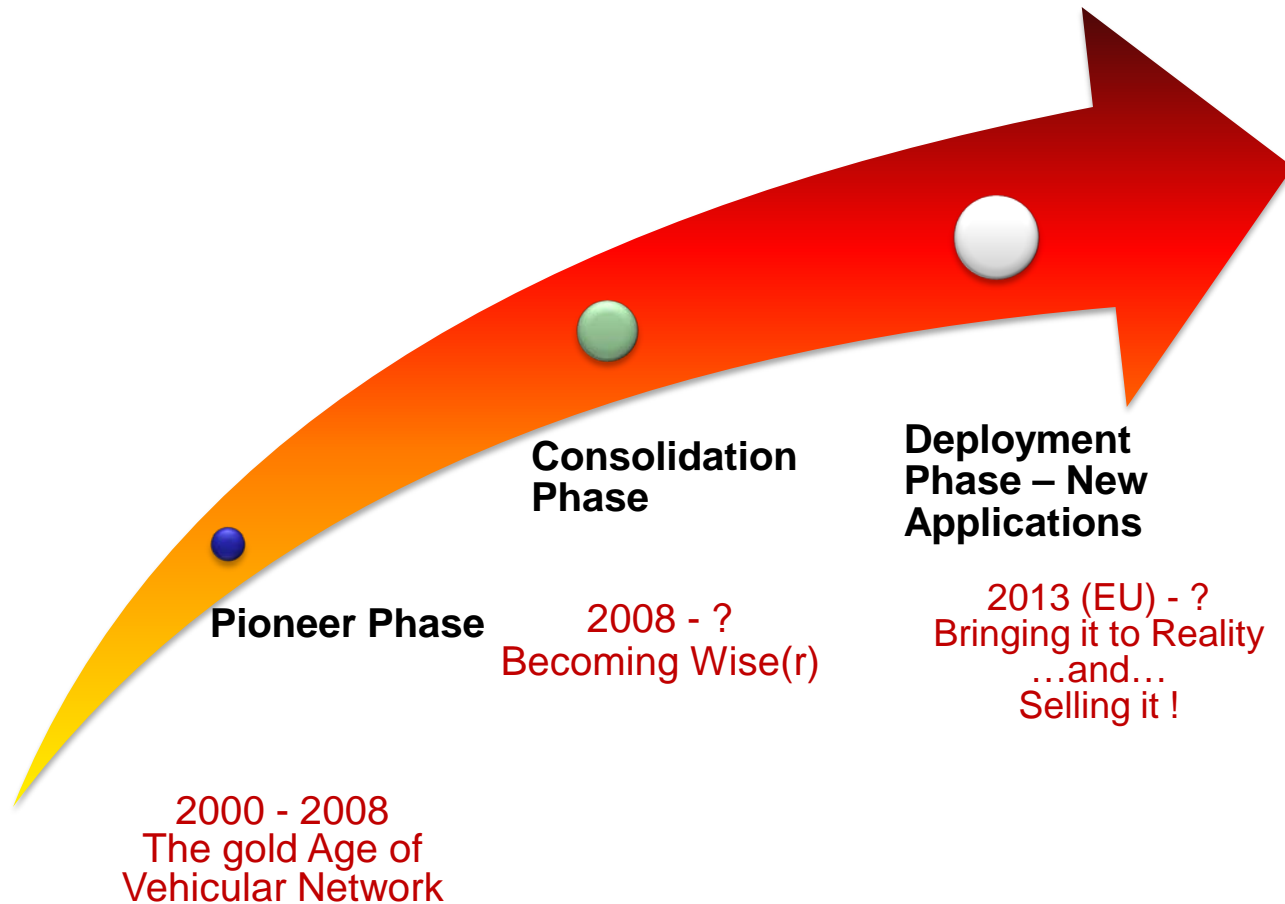 Pioneer Phase
2000 - 2008
The gold Age of
Vehicular Network
Consolidation
Phase
2008 - ?
Becoming Wise(r)
Deployment
Phase – New
Applications
2013 (EU) - ?
Bringing it to Reality
…and…
Selling it !